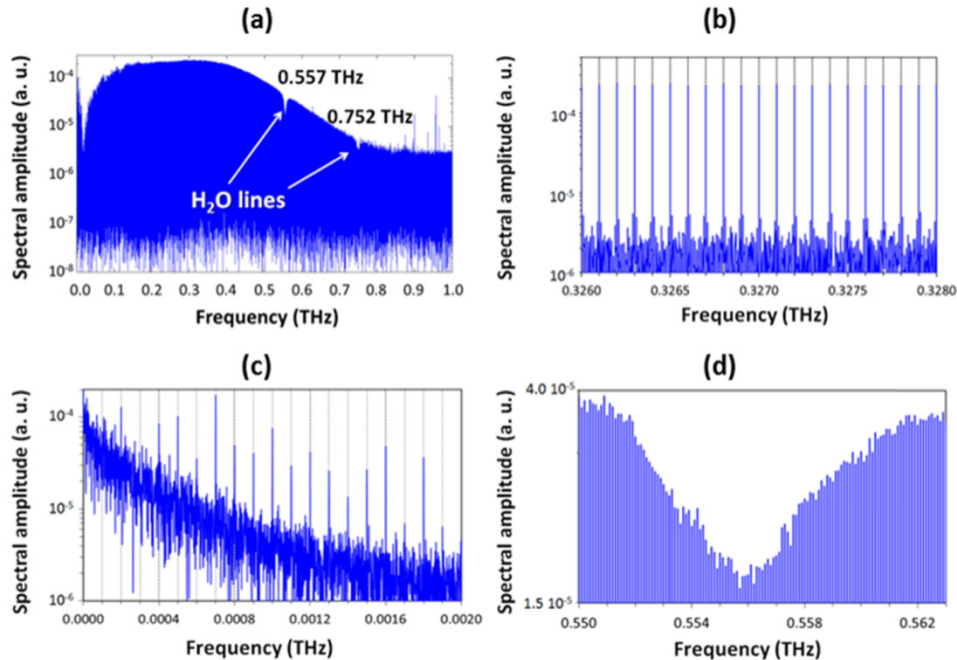 (a)
Spectral amplitude (a. u.)
10⁻⁴
10⁻⁵
10⁻⁶
10⁻⁷
10⁻⁸
0.557 THz
0.752 THz
H₂O lines
0.0 0.1 0.2 0.3 0.4 0.5 0.6 0.7 0.8 0.9 1.0
Frequency (THz)
(b)
Spectral amplitude (a. u.)
10⁻⁴
10⁻⁵
10⁻⁶
0.3260 0.3265 0.3270 0.3275 0.3280
Frequency (THz)
(c)
Spectral amplitude (a. u.)
10⁻⁴
10⁻⁵
10⁻⁶
0.0000 0.0004 0.0008 0.0012 0.0016 0.0020
Frequency (THz)
(d)
Spectral amplitude (a. u.)
4.0 10⁻⁵
1.5 10⁻⁵
0.550 0.554 0.558 0.562
Frequency (THz)